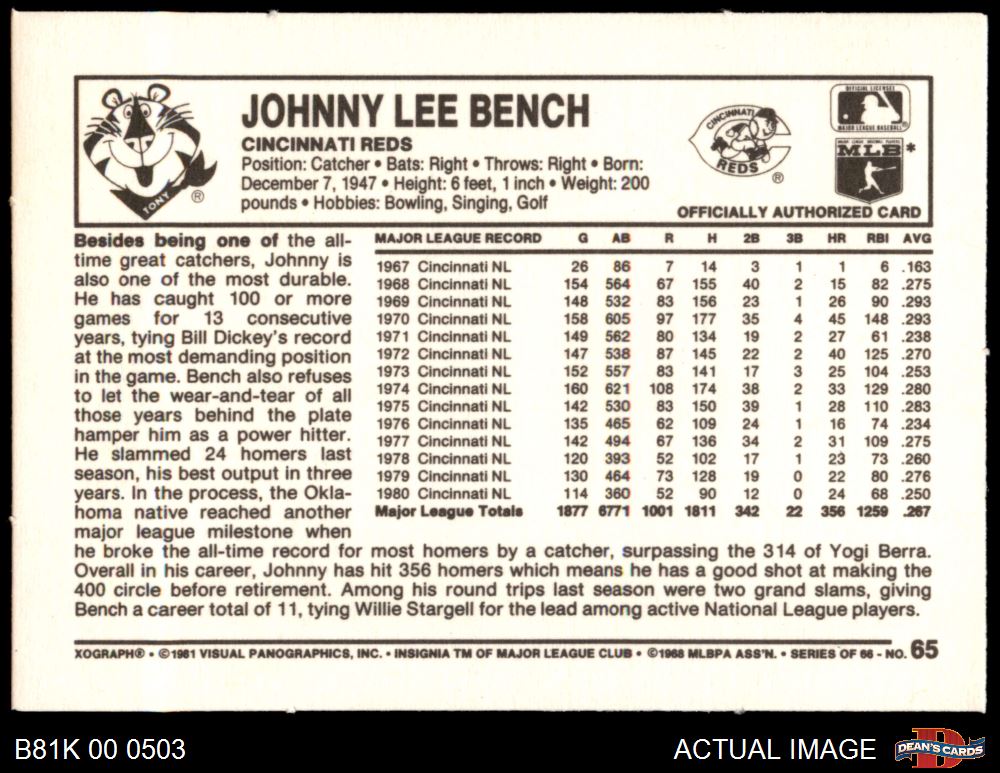 TONY
®
JOHNNY LEE BENCH
CINCINNATI REDS
Position: Catcher • Bats: Right • Throws: Right • Born:
December 7, 1947 • Height: 6 feet, 1 inch • Weight: 200
pounds • Hobbies: Bowling, Singing, Golf
CINCINNATI
REDS
®
OFFICIAL LICENSEE
MAJOR LEAGUE BASEBALL
MAJOR LEAGUE BASEBALL PLAYERS
MLB*
OFFICIALLY AUTHORIZED CARD
Besides being one of the all-
time great catchers, Johnny is
also one of the most durable.
He has caught 100 or more
games for 13 consecutive
years, tying Bill Dickey's record
at the most demanding position
in the game. Bench also refuses
to let the wear-and-tear of all
those years behind the plate
hamper him as a power hitter.
He slammed 24 homers last
season, his best output in three
years. In the process, the Okla-
homa native reached another
major league milestone when
he broke the all-time record for most homers by a catcher, surpassing the 314 of Yogi Berra.
Overall in his career, Johnny has hit 356 homers which means he has a good shot at making the
400 circle before retirement. Among his round trips last season were two grand slams, giving
Bench a career total of 11, tying Willie Stargell for the lead among active National League players.
MAJOR LEAGUE RECORD G AB R H 2B 3B HR RBI AVG
1967 Cincinnati NL 26 86 7 14 3 1 1 6 .163
1968 Cincinnati NL 154 564 67 155 40 2 15 82 .275
1969 Cincinnati NL 148 532 83 156 23 1 26 90 .293
1970 Cincinnati NL 158 605 97 177 35 4 45 148 .293
1971 Cincinnati NL 149 562 80 134 19 2 27 61 .238
1972 Cincinnati NL 147 538 87 145 22 2 40 125 .270
1973 Cincinnati NL 152 557 83 141 17 3 25 104 .253
1974 Cincinnati NL 160 621 108 174 38 2 33 129 .280
1975 Cincinnati NL 142 530 83 150 39 1 28 110 .283
1976 Cincinnati NL 135 465 62 109 24 1 16 74 .234
1977 Cincinnati NL 142 494 67 136 34 2 31 109 .275
1978 Cincinnati NL 120 393 52 102 17 1 23 73 .260
1979 Cincinnati NL 130 464 73 128 19 0 22 80 .276
1980 Cincinnati NL 114 360 52 90 12 0 24 68 .250
Major League Totals 1877 6771 1001 1811 342 22 356 1259 .267
XOGRAPH® • ©1981 VISUAL PANOGRAPHICS, INC. • INSIGNIA TM OF MAJOR LEAGUE CLUB • ©1968 MLBPA ASS'N. • SERIES OF 66 - NO. 65
B81K 00 0503
ACTUAL IMAGE
D
DEAN'S CARDS